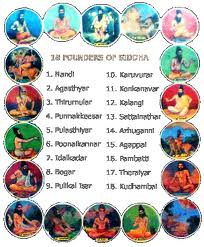 18 FOUNDERS OF SIDDHA
1. Nandi
2. Agasthyar
3. Thirumular
4. Punnakkeesar
5. Pulasthiyar
6. Poonaikannar
7. Idaikadar
8. Bogar
9. Pulikai Isar
10. Karuvurar
11. Konkanavar
12. Kalangi
13. Sattainathar
14. Azhuganni
15. Agappai
16. Pambatti
17. Theraiyar
18. Kudhambai